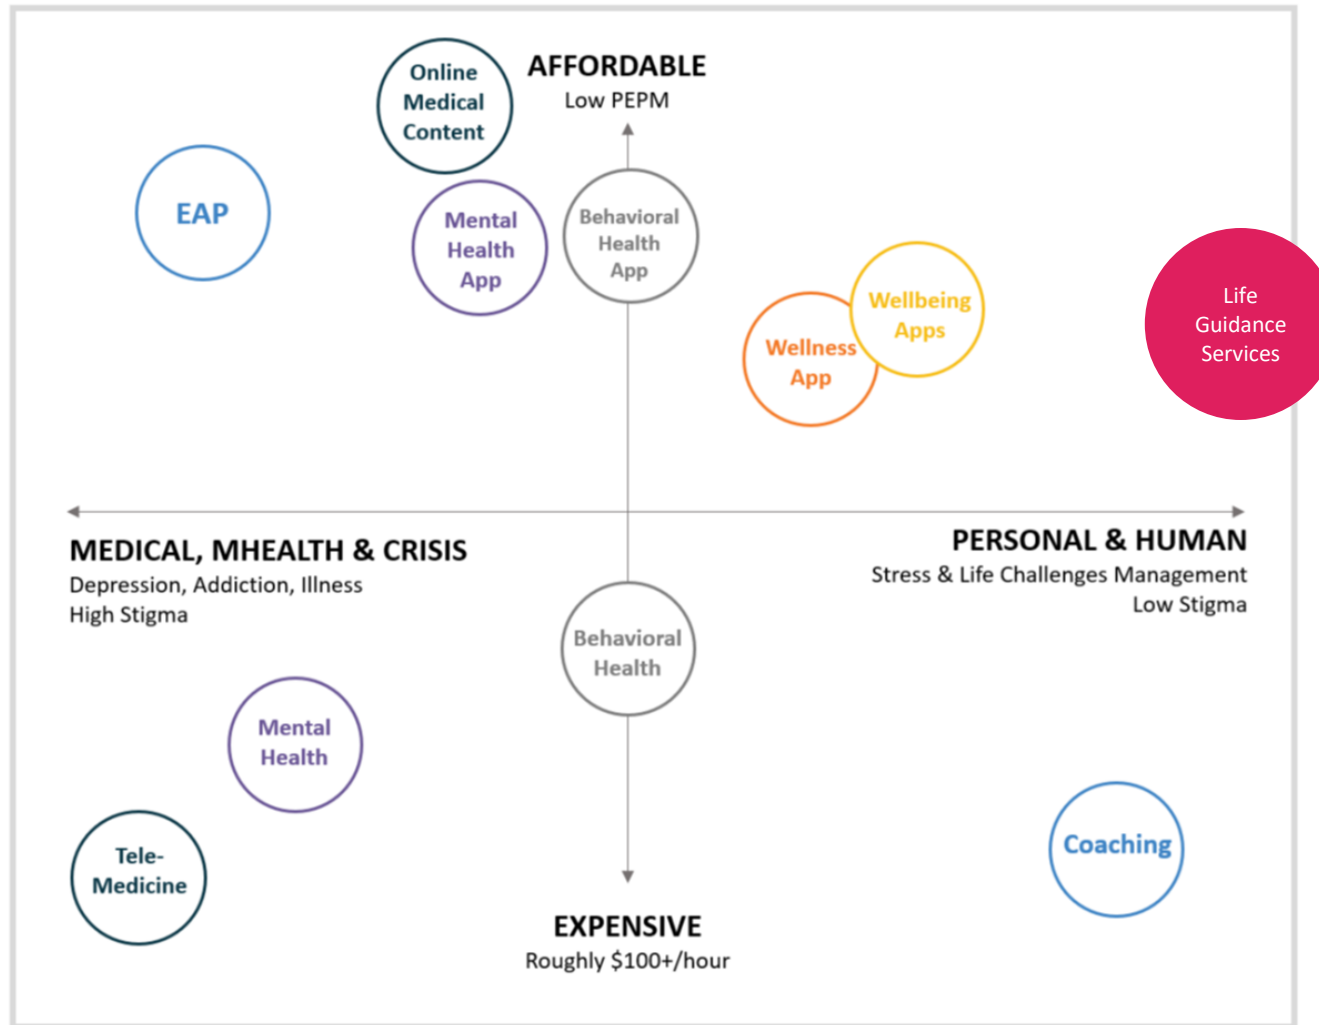 Online
Medical
Content
AFFORDABLE
Low PEPM
EAP
Mental
Health
App
Behavioral
Health
App
Wellbeing
Apps
Wellness
App
Life
Guidance
Services
MEDICAL, MHEALTH & CRISIS
Depression, Addiction, Illness
High Stigma
PERSONAL & HUMAN
Stress & Life Challenges Management
Low Stigma
Behavioral
Health
Mental
Health
Tele-
Medicine
Coaching
EXPENSIVE
Roughly $100+/hour